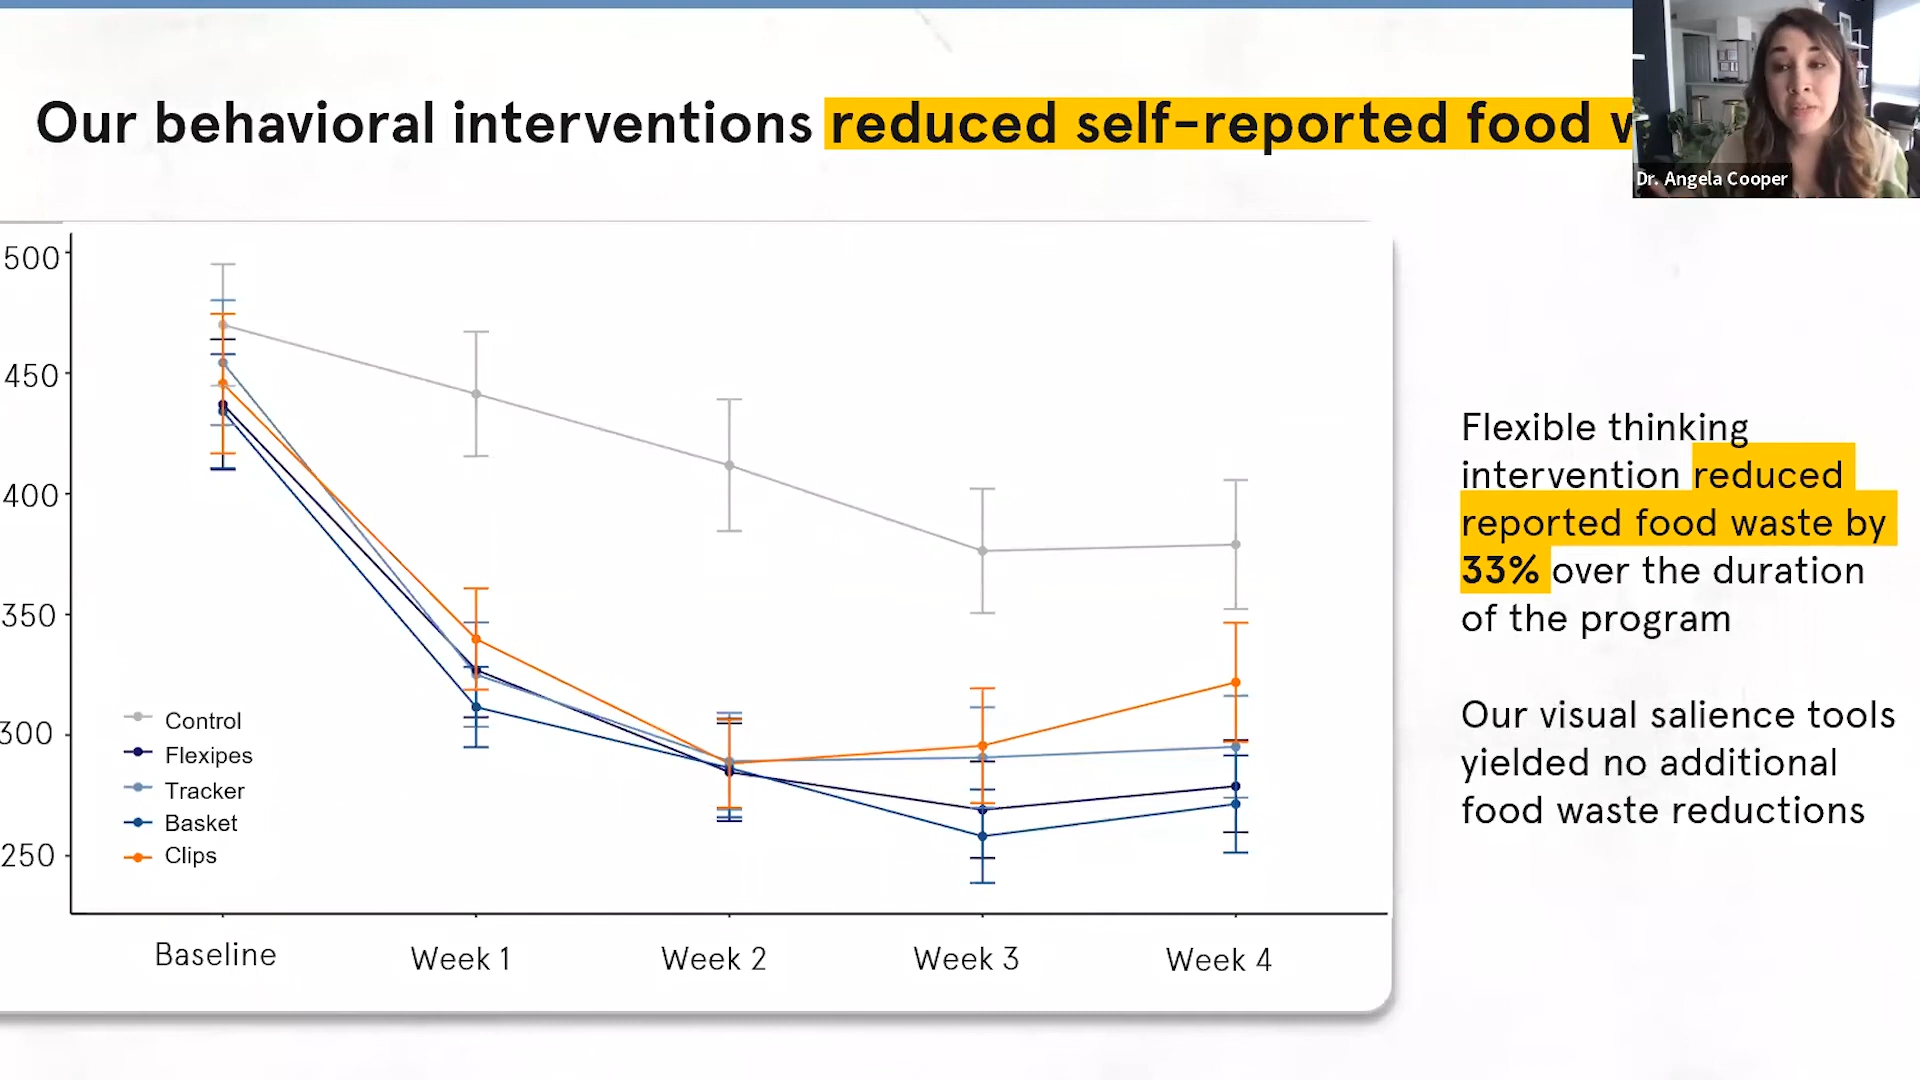 Our behavioral interventions reduced self-reported food
Dr. Angela Cooper
500
450
400
350
300
250
Control
Flexipes
Tracker
Basket
Clips
Baseline Week 1 Week 2 Week 3 Week 4
Flexible thinking
intervention reduced
reported food waste by
33% over the duration
of the program
Our visual salience tools
yielded no additional
food waste reductions